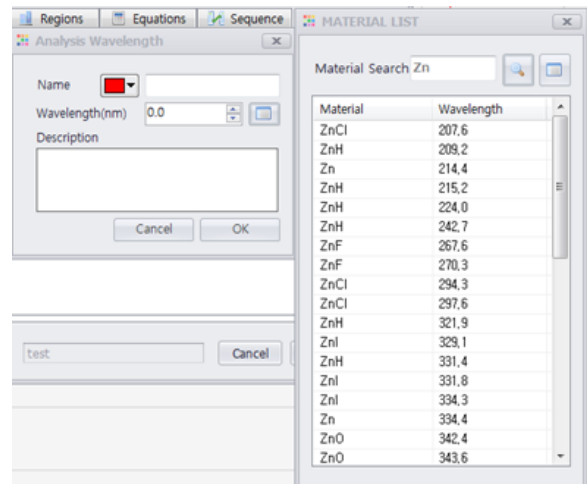 Regions Equations Sequence
Analysis Wavelength
Name
Wavelength(nm) 0.0
Description
Cancel OK
test Cancel
MATERIAL LIST
Material Search Zn
Material Wavelength
ZnCl 207,6
ZnH 209,2
Zn 214,4
ZnH 215,2
ZnH 224,0
ZnH 242,7
ZnF 267,6
ZnF 270,3
ZnCl 294,3
ZnCl 297,6
ZnH 321,9
ZnI 329,1
ZnH 331,4
ZnI 331,8
ZnI 334,3
Zn 334,4
ZnO 342,4
ZnO 343,6